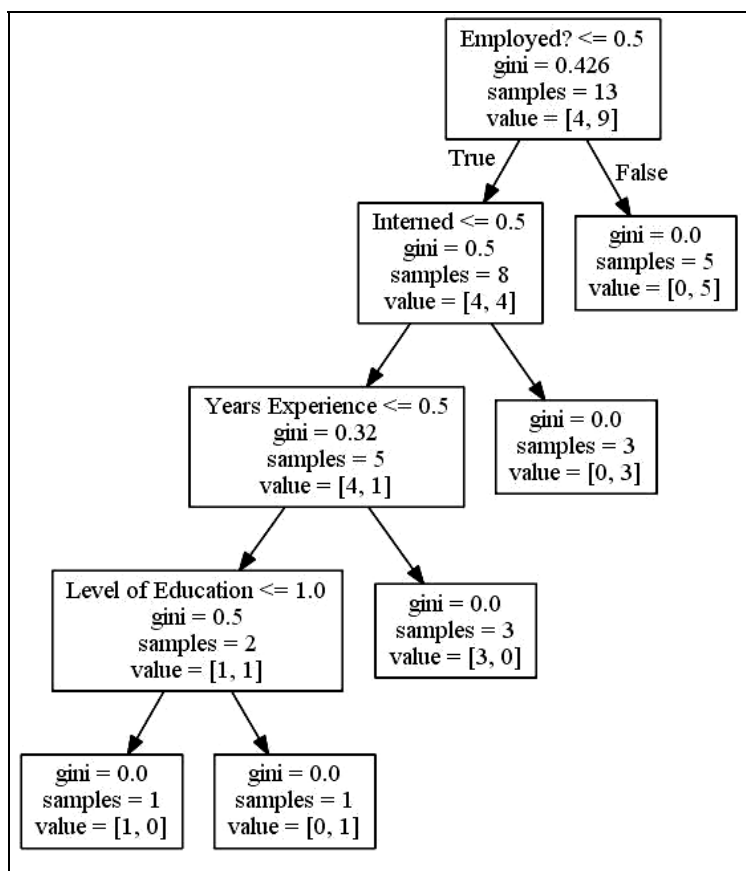 Employed? <= 0.5
gini = 0.426
samples = 13
value = [4, 9]
True
False
Interned <= 0.5
gini = 0.5
samples = 8
value = [4, 4]
gini = 0.0
samples = 5
value = [0, 5]
Years Experience <= 0.5
gini = 0.32
samples = 5
value = [4, 1]
gini = 0.0
samples = 3
value = [0, 3]
Level of Education <= 1.0
gini = 0.5
samples = 2
value = [1, 1]
gini = 0.0
samples = 3
value = [3, 0]
gini = 0.0
samples = 1
value = [1, 0]
gini = 0.0
samples = 1
value = [0, 1]